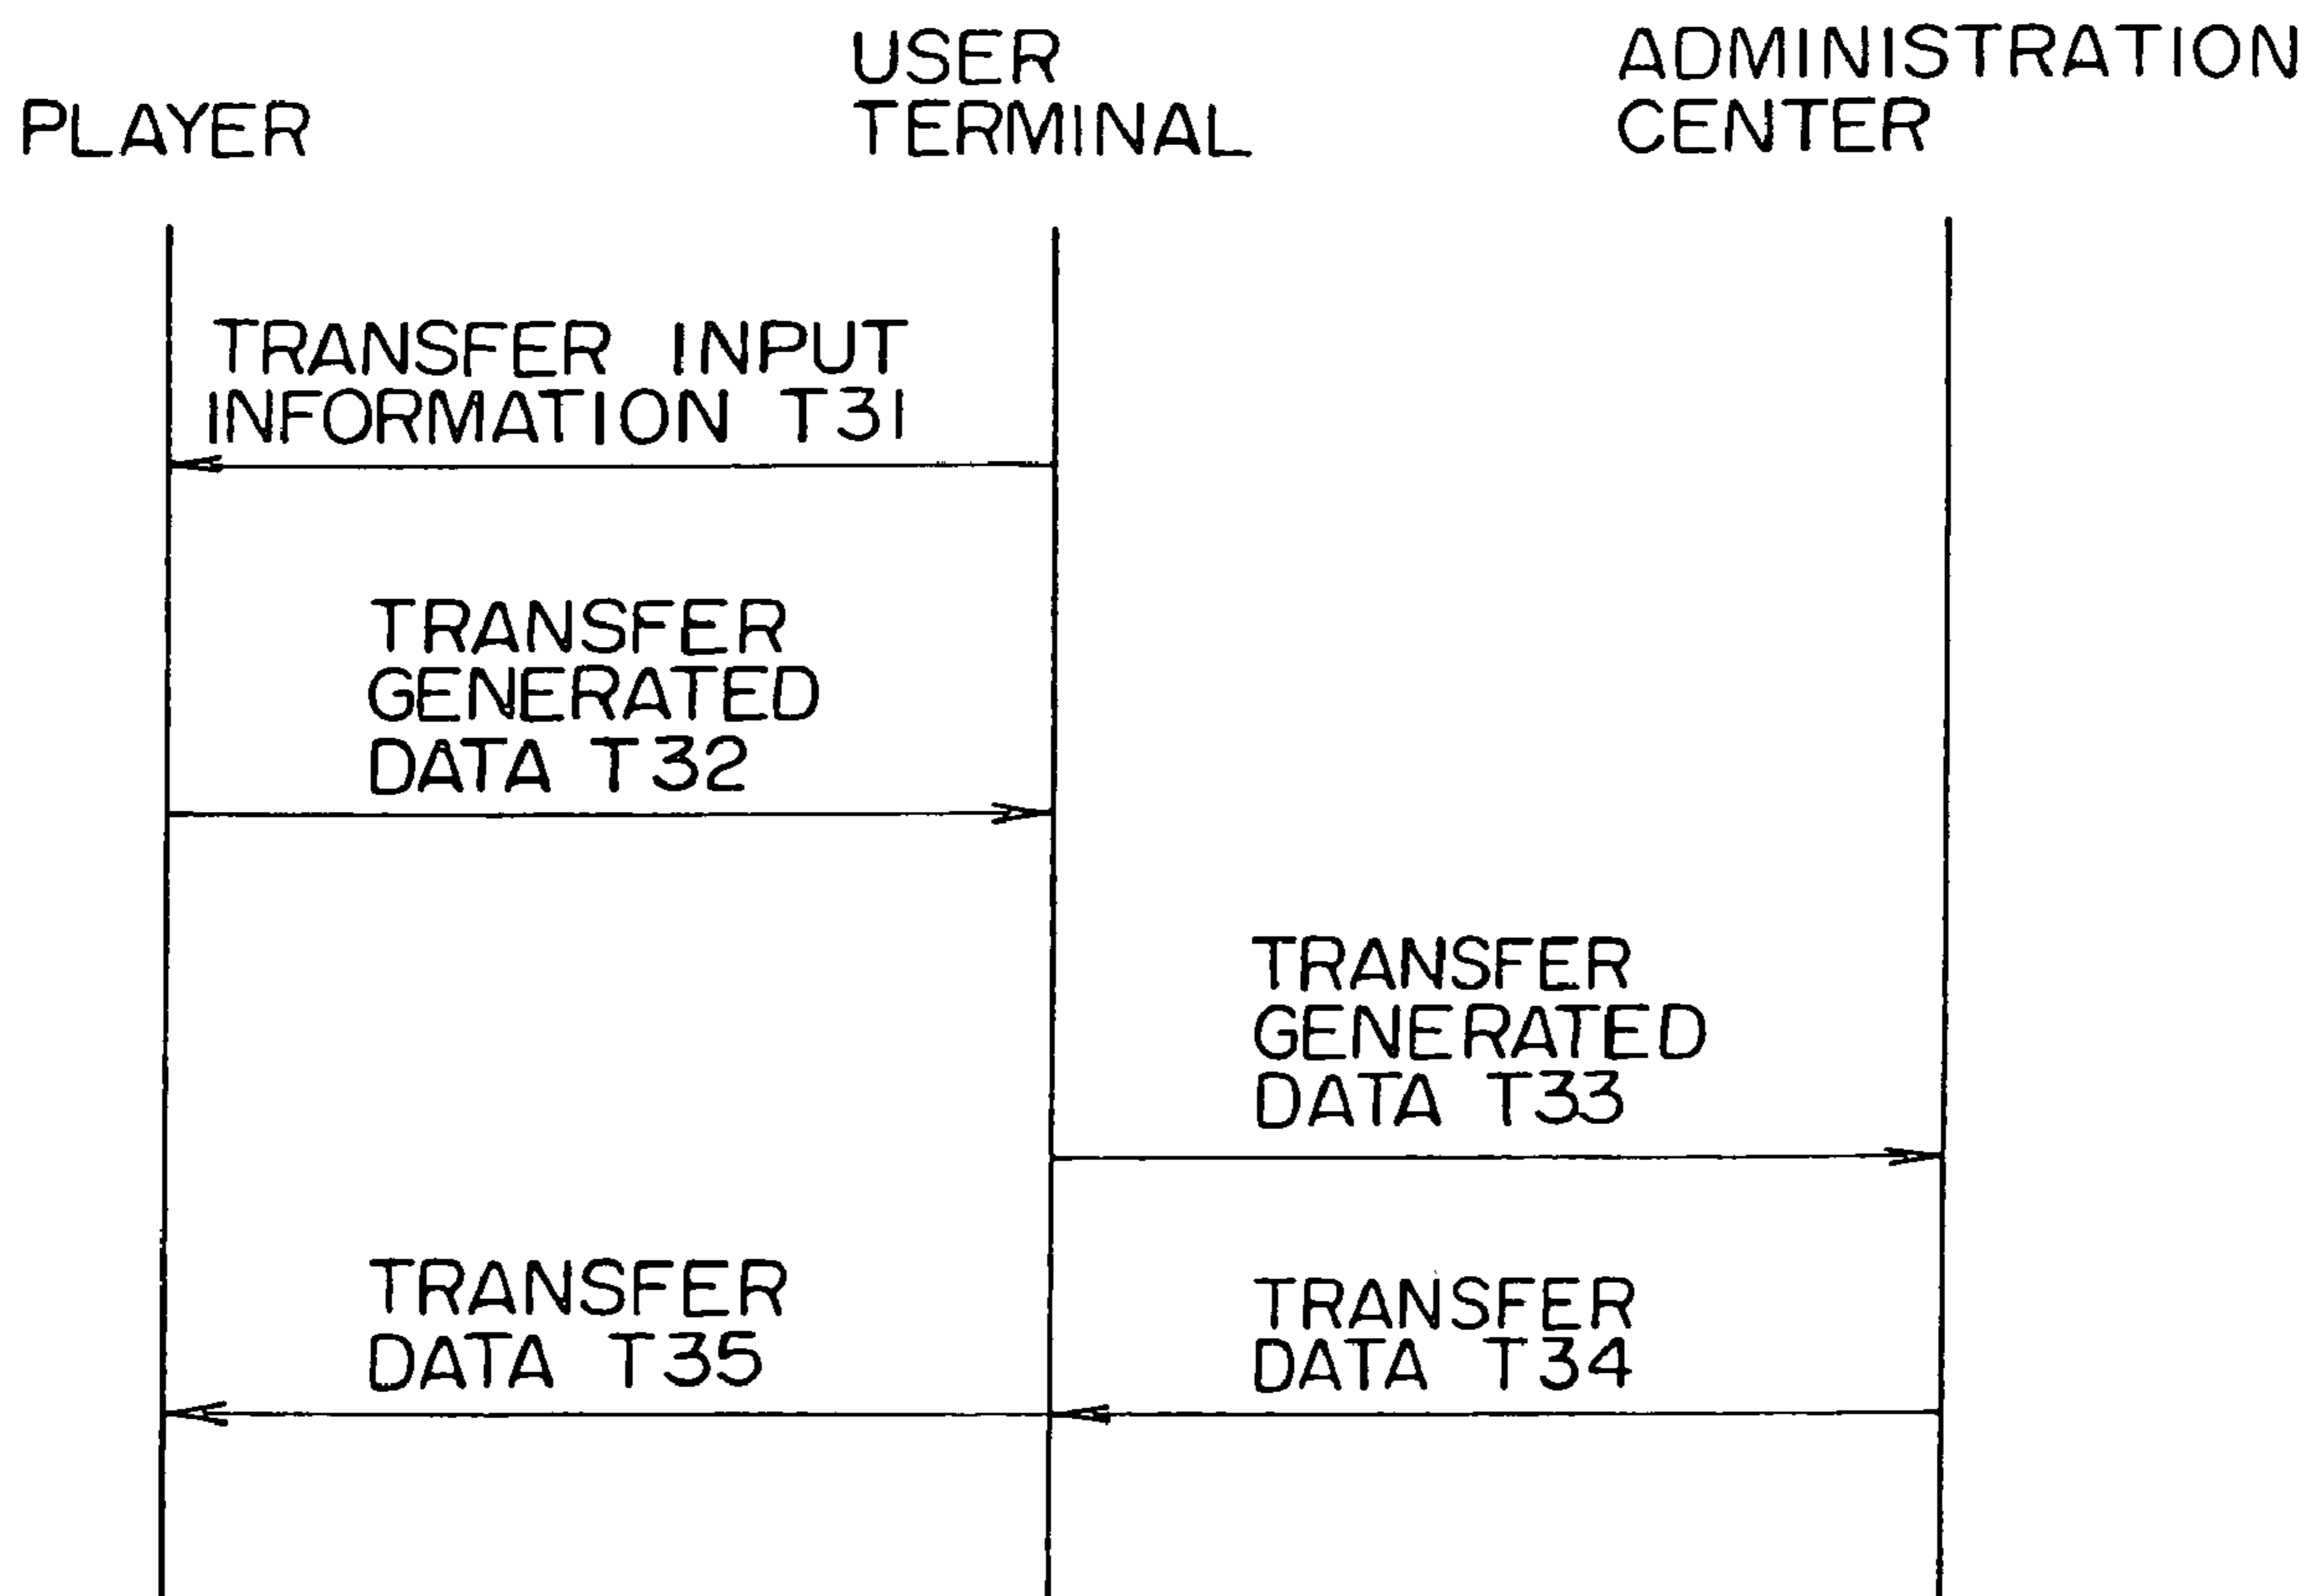 PLAYER
USER
TERMINAL
ADMINISTRATION
CENTER
TRANSFER INPUT
INFORMATION T31
TRANSFER
GENERATED
DATA T32
TRANSFER
GENERATED
DATA T33
TRANSFER
DATA T35
TRANSFER
DATA T34